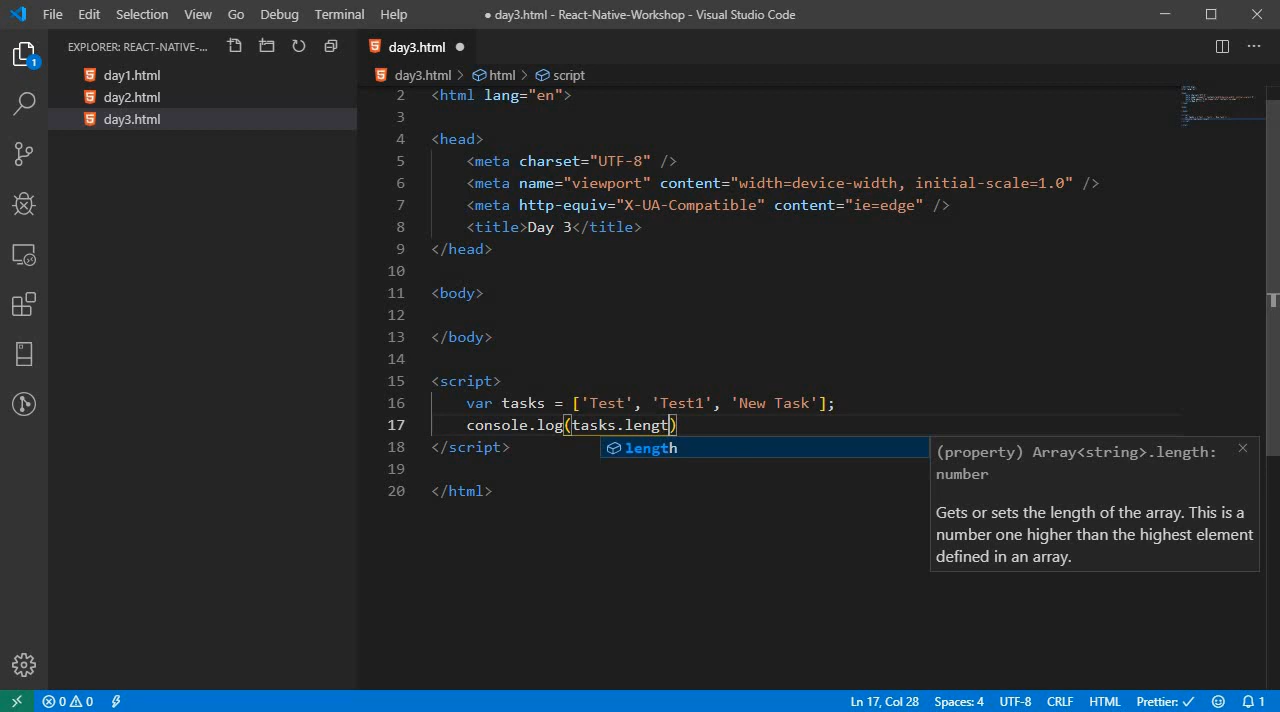 File Edit Selection View Go Debug Terminal Help ● day3.html - React-Native-Workshop - Visual Studio Code
EXPLORER: REACT-NATIVE-...
day1.html
day2.html
day3.html
1
day3.html ●
day3.html > html > script
2 <html lang="en">
3
4 <head>
5 <meta charset="UTF-8" />
6 <meta name="viewport" content="width=device-width, initial-scale=1.0" />
7 <meta http-equiv="X-UA-Compatible" content="ie=edge" />
8 <title>Day 3</title>
9 </head>
10
11 <body>
12
13 </body>
14
15 <script>
16 var tasks = ['Test', 'Test1', 'New Task'];
17 console.log(tasks.lengt)
18 </script>
19
20 </html>
length
(property) Array<string>.length:
number
Gets or sets the length of the array. This is a
number one higher than the highest element
defined in an array.
0 0 Ln 17, Col 28 Spaces: 4 UTF-8 CRLF HTML Prettier: ✓ 1